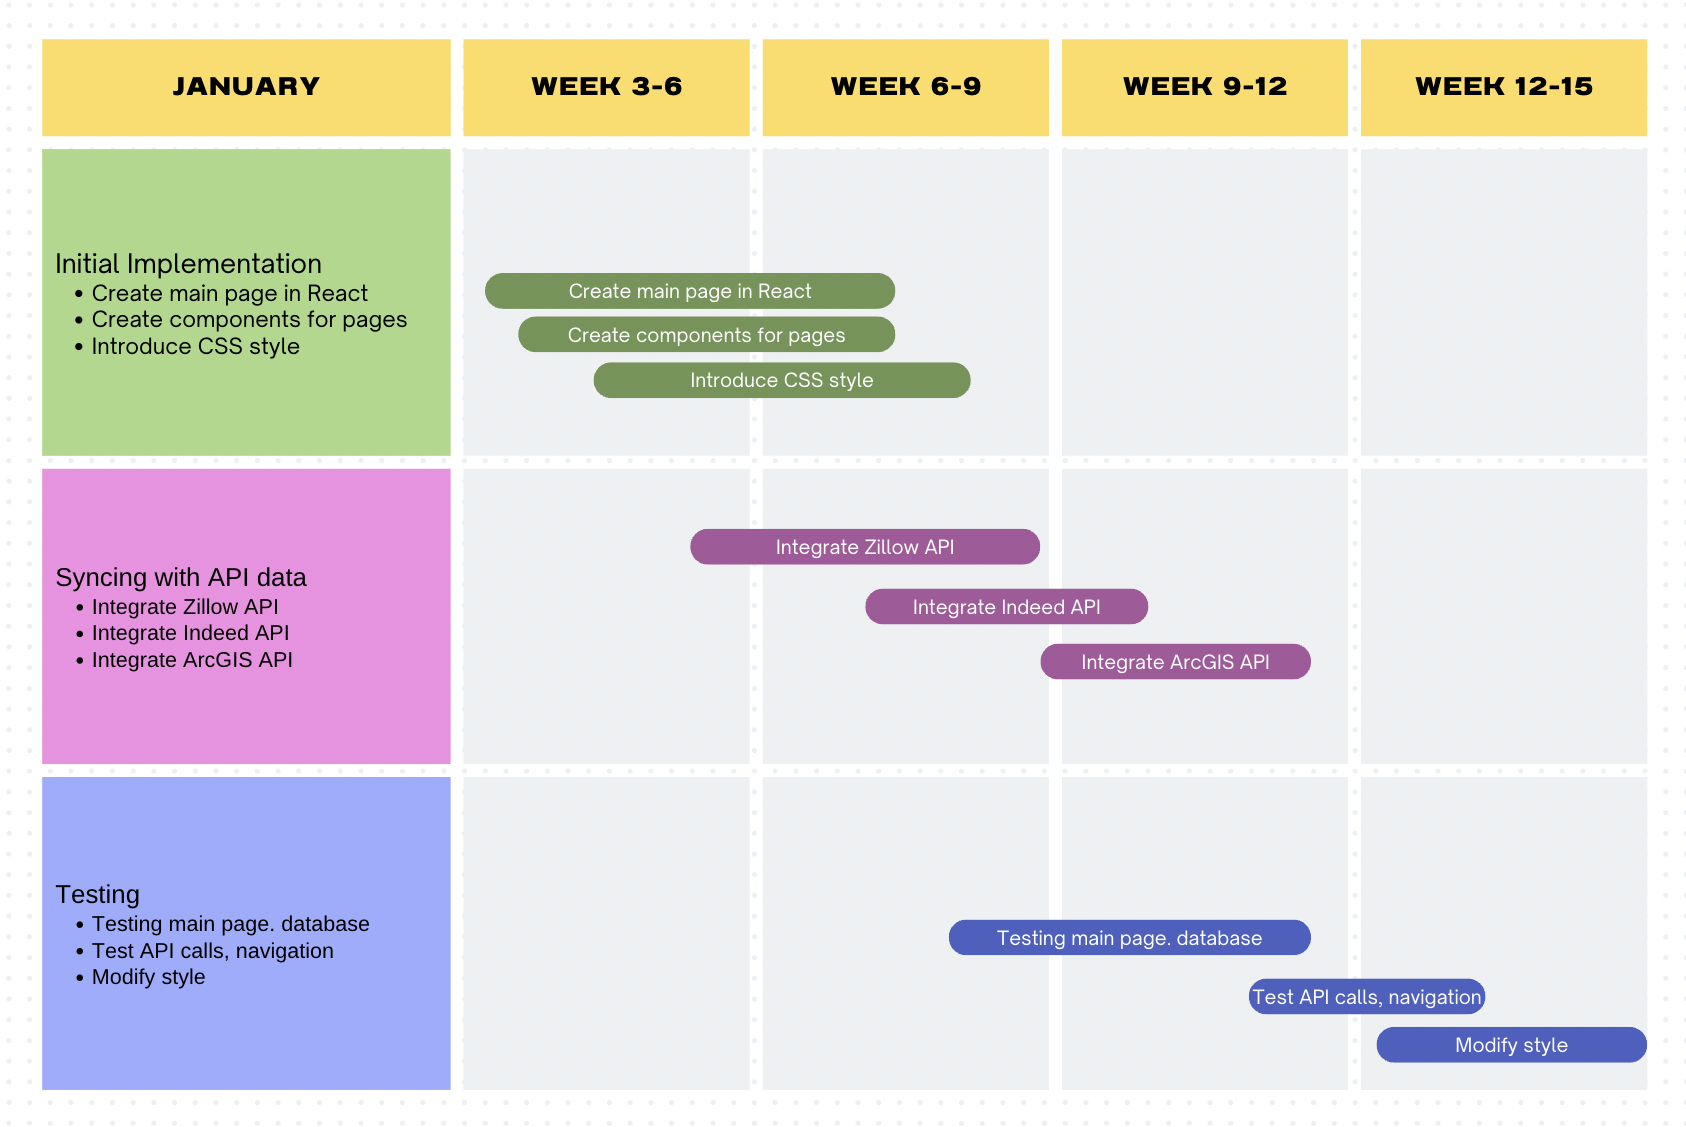 JANUARY
WEEK 3-6
WEEK 6-9
WEEK 9-12
WEEK 12-15
Initial Implementation
• Create main page in React
• Create components for pages
• Introduce CSS style
Create main page in React
Create components for pages
Introduce CSS style
Syncing with API data
• Integrate Zillow API
• Integrate Indeed API
• Integrate ArcGIS API
Integrate Zillow API
Integrate Indeed API
Integrate ArcGIS API
Testing
• Testing main page. database
• Test API calls, navigation
• Modify style
Testing main page. database
Test API calls, navigation
Modify style